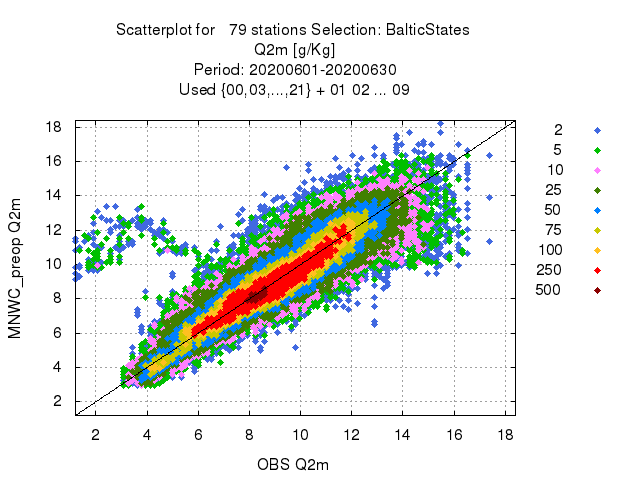 Scatterplot for 79 stations Selection: BalticStates
Q2m [g/Kg]
Period: 20200601-20200630
Used {00,03,...,21} + 01 02 ... 09
MNWC_preop Q2m
18
16
14
12
10
8
6
4
2
2 4 6 8 10 12 14 16 18
OBS Q2m
2
5
10
25
50
75
100
250
500